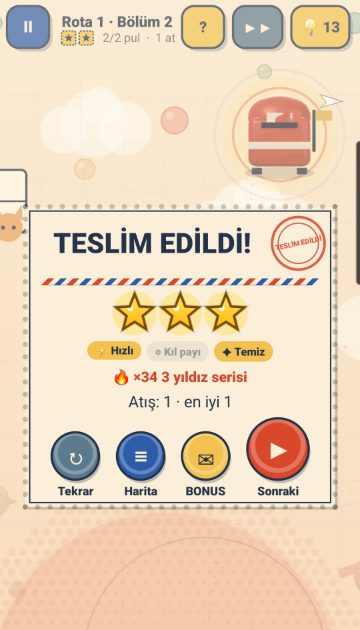 Rota 1 · Bölüm 2
2/2 pul · 1 at
?
13
TESLİM EDİLDİ!
TESLİM EDİLDİ!
Hızlı
Kıl payı
Temiz
×34 3 yıldız serisi
Atış: 1 · en iyi 1
Tekrar
Harita
BONUS
Sonraki